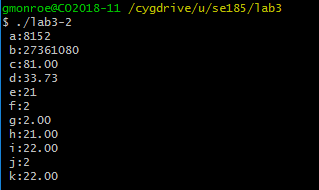 gmonroe@CO2018-11 /cygdrive/u/se185/lab3
$ ./lab3-2
a:8152
b:27361080
c:81.00
d:33.73
e:21
f:2
g:2.00
h:21.00
i:22.00
j:2
k:22.00